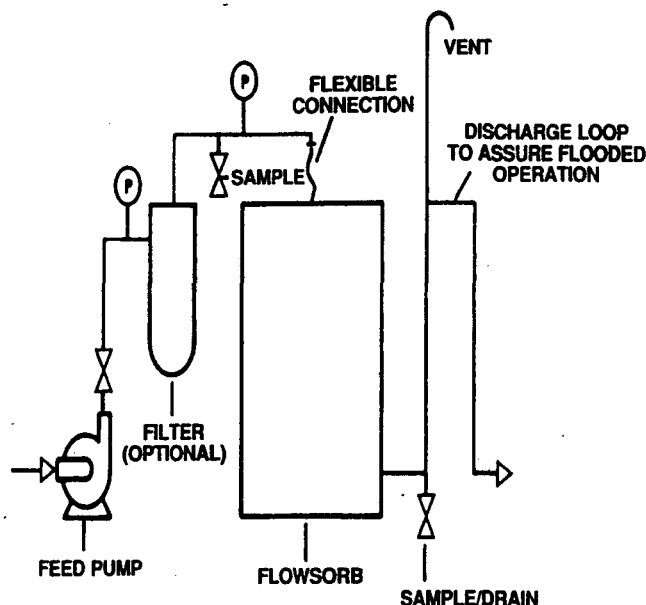 VENT
P
FLEXIBLE
CONNECTION
DISCHARGE LOOP
TO ASSURE FLOODED
OPERATION
P
SAMPLE
FILTER
(OPTIONAL)
FEED PUMP
FLOWSORB
SAMPLE/DRAIN